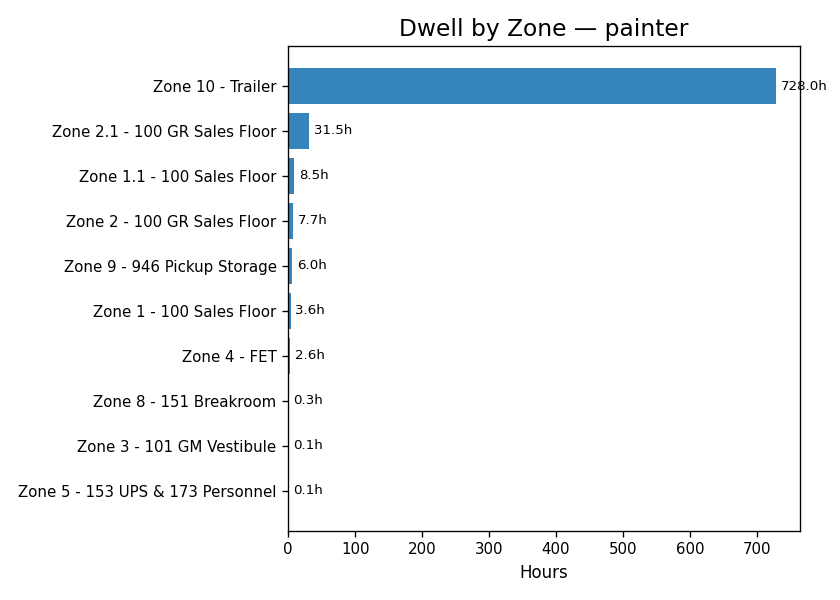 Dwell by Zone — painter
Zone 10 - Trailer 728.0h
Zone 2.1 - 100 GR Sales Floor 31.5h
Zone 1.1 - 100 Sales Floor 8.5h
Zone 2 - 100 GR Sales Floor 7.7h
Zone 9 - 946 Pickup Storage 6.0h
Zone 1 - 100 Sales Floor 3.6h
Zone 4 - FET 2.6h
Zone 8 - 151 Breakroom 0.3h
Zone 3 - 101 GM Vestibule 0.1h
Zone 5 - 153 UPS & 173 Personnel 0.1h
0 100 200 300 400 500 600 700
Hours